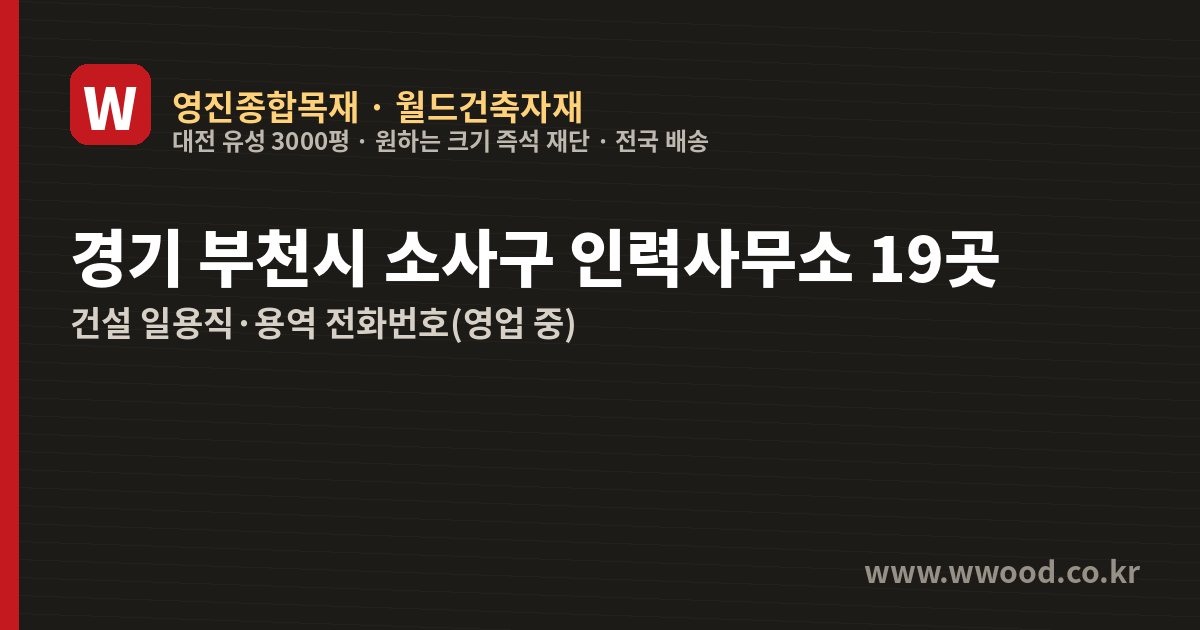 W
영진종합목재 · 월드건축자재
대전 유성 3000평 · 원하는 크기 즉석 재단 · 전국 배송
경기 부천시 소사구 인력사무소 19곳
건설 일용직·용역 전화번호(영업 중)
www.wwood.co.kr